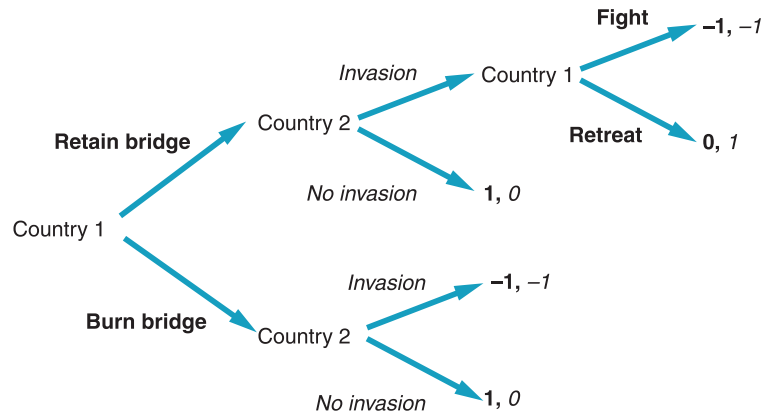 Fight
–1, –1
Invasion
Country 1
Country 2
Retain bridge
Retreat
0, 1
No invasion
1, 0
Country 1
Invasion
–1, –1
Burn bridge
Country 2
No invasion
1, 0